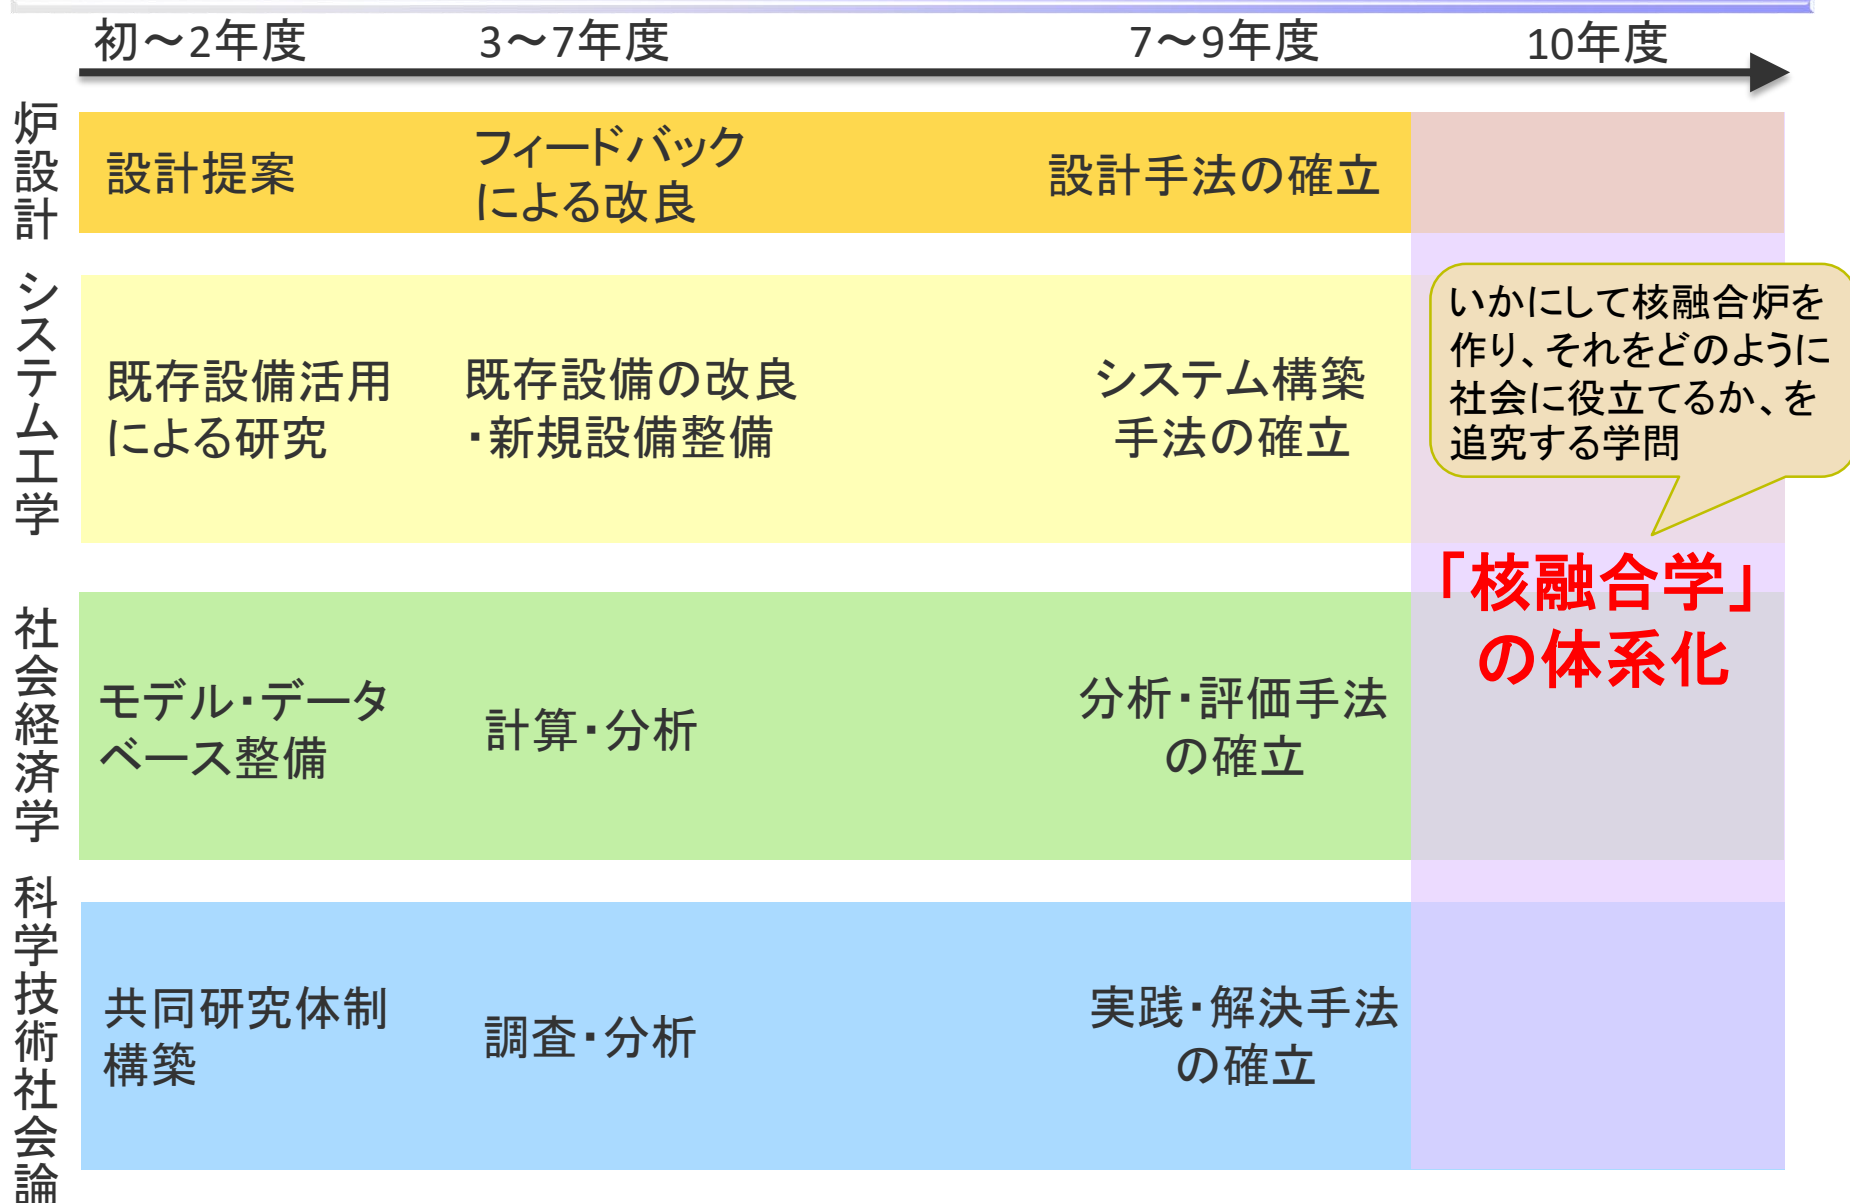 初～2年度
3～7年度
7～9年度
10年度
炉設計
設計提案
フィードバック
による改良
設計手法の確立
システム工学
既存設備活用
による研究
既存設備の改良
・新規設備整備
システム構築
手法の確立
いかにして核融合炉を
作り、それをどのように
社会に役立てるか、を
追究する学問
「核融合学」
の体系化
社会経済学
モデル・データ
ベース整備
計算・分析
分析・評価手法
の確立
科学技術社会論
共同研究体制
構築
調査・分析
実践・解決手法
の確立